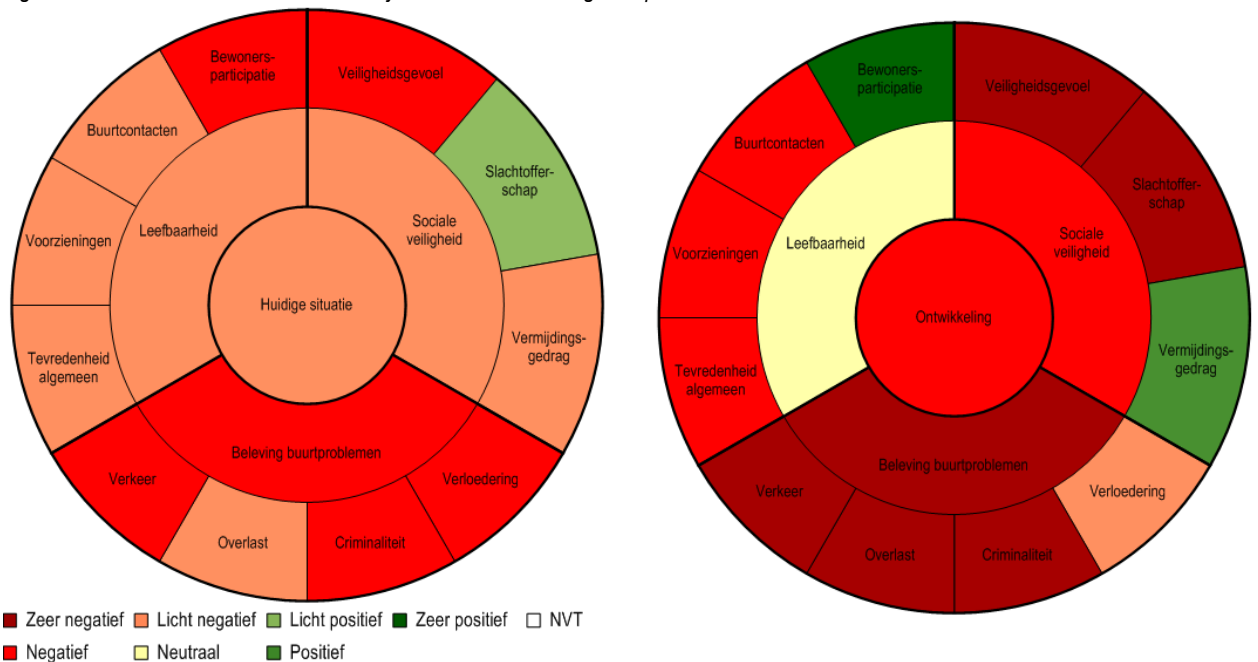 Bewoners-
participatie
Veiligheidsgevoel
Buurtcontacten
Slachtoffer-
schap
Voorzieningen
Leefbaarheid
Sociale
veiligheid
Huidige situatie
Tevredenheid
algemeen
Vermijdings-
gedrag
Beleving buurtproblemen
Verkeer
Verloedering
Overlast
Criminaliteit
Bewoners-
participatie
Veiligheidsgevoel
Buurtcontacten
Slachtoffer-
schap
Voorzieningen
Leefbaarheid
Sociale
veiligheid
Ontwikkeling
Tevredenheid
algemeen
Vermijdings-
gedrag
Beleving buurtproblemen
Verkeer
Verloedering
Overlast
Criminaliteit
Zeer negatief Licht negatief Licht positief Zeer positief NVT
Negatief Neutraal Positief